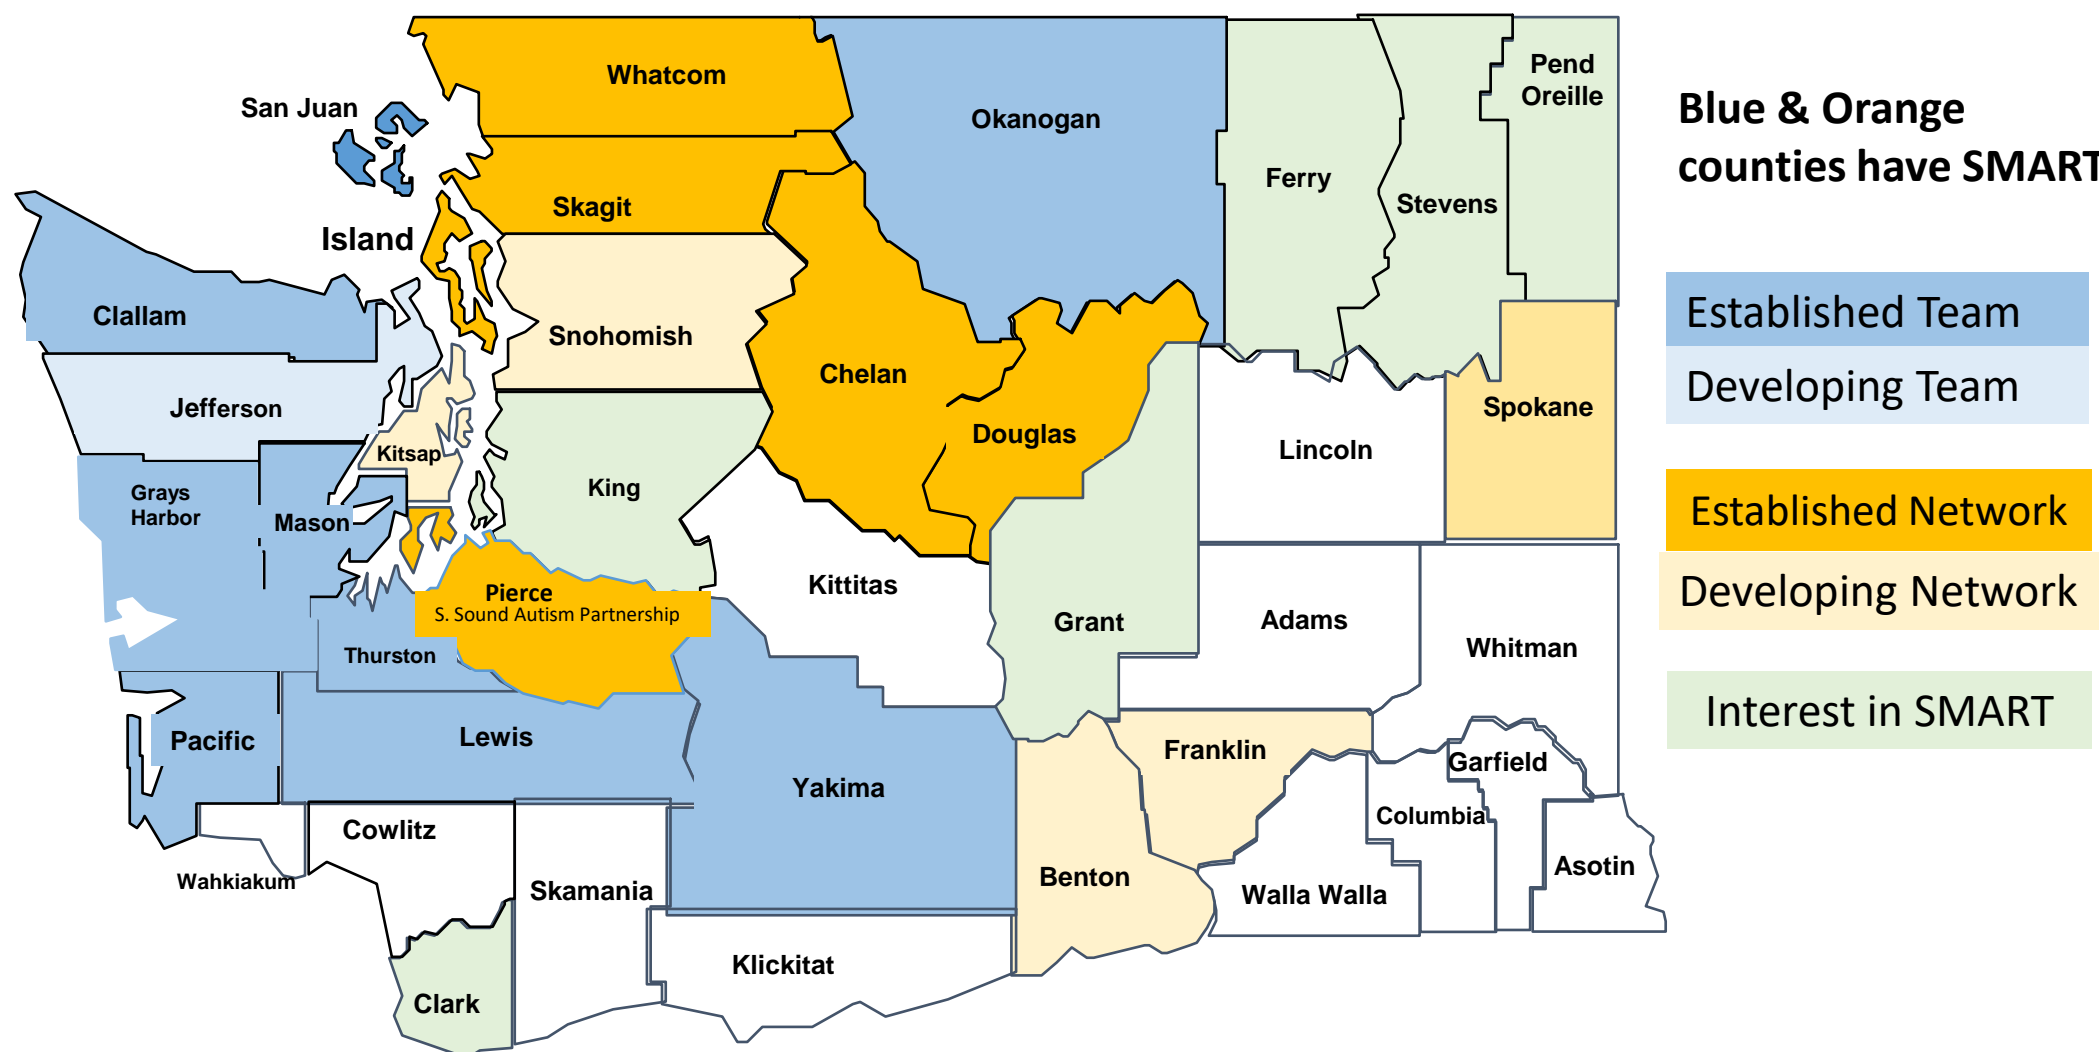 Whatcom
San Juan
Okanogan
Pend
Oreille
Blue & Orange
counties have SMART
Ferry
Stevens
Skagit
Island
Clallam
Snohomish
Established Team
Chelan
Developing Team
Jefferson
Spokane
Douglas
Lincoln
Kitsap
King
Grays
Harbor
Mason
Established Network
Pierce
S. Sound Autism Partnership
Kittitas
Developing Network
Grant
Adams
Whitman
Thurston
Interest in SMART
Pacific
Lewis
Franklin
Garfield
Yakima
Columbia
Cowlitz
Wahkiakum
Skamania
Benton
Walla Walla
Asotin
Klickitat
Clark